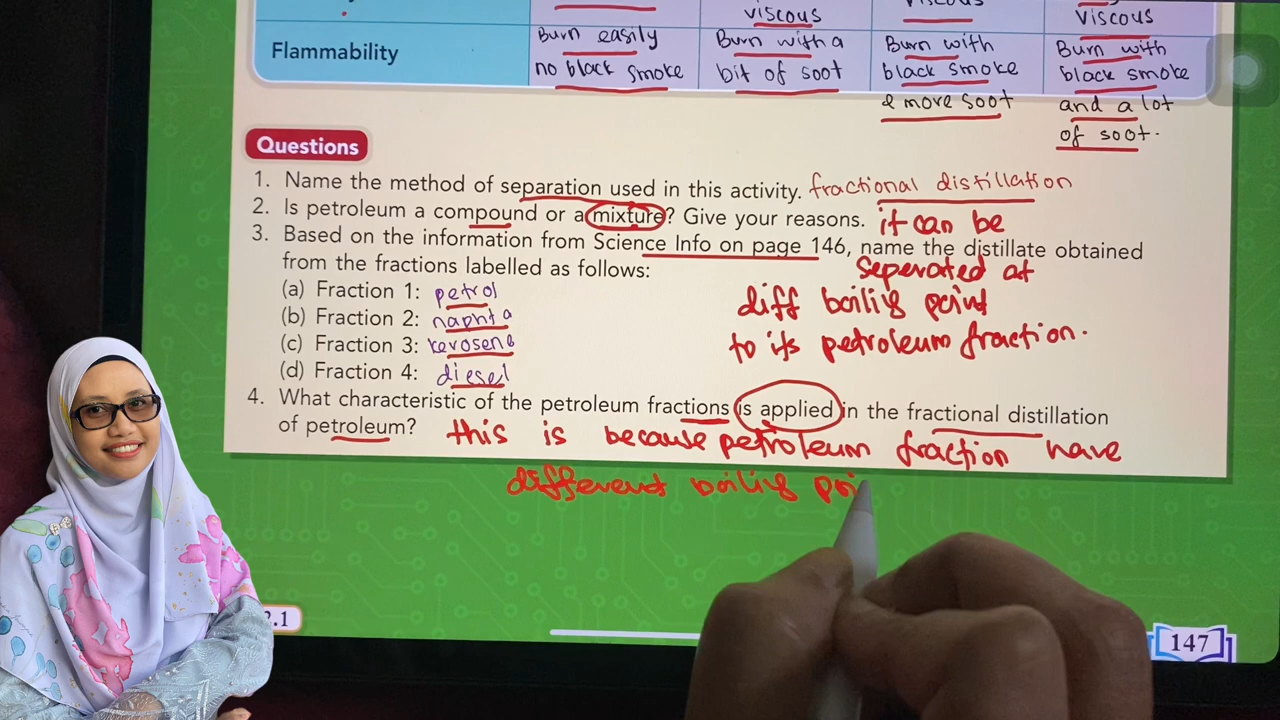 viscous
viscous
Flammability
Burn easily
no black smoke
Burn with a
bit of soot
Burn with
black smoke
& more soot
Burn with
black smoke
and a lot
of soot.
Questions
1. Name the method of separation used in this activity. fractional distillation
2. Is petroleum a compound or a mixture? Give your reasons. it can be
3. Based on the information from Science Info on page 146, name the distillate obtained
seperated at
from the fractions labelled as follows:
(a) Fraction 1: petrol
diff boilig point
(b) Fraction 2: naphta
(c) Fraction 3: kerosene
to its petroleum fraction.
(d) Fraction 4: diesel
4. What characteristic of the petroleum fractions is applied in the fractional distillation
of petroleum? this is because petroleum fraction have
different boilig poi
2.1
147